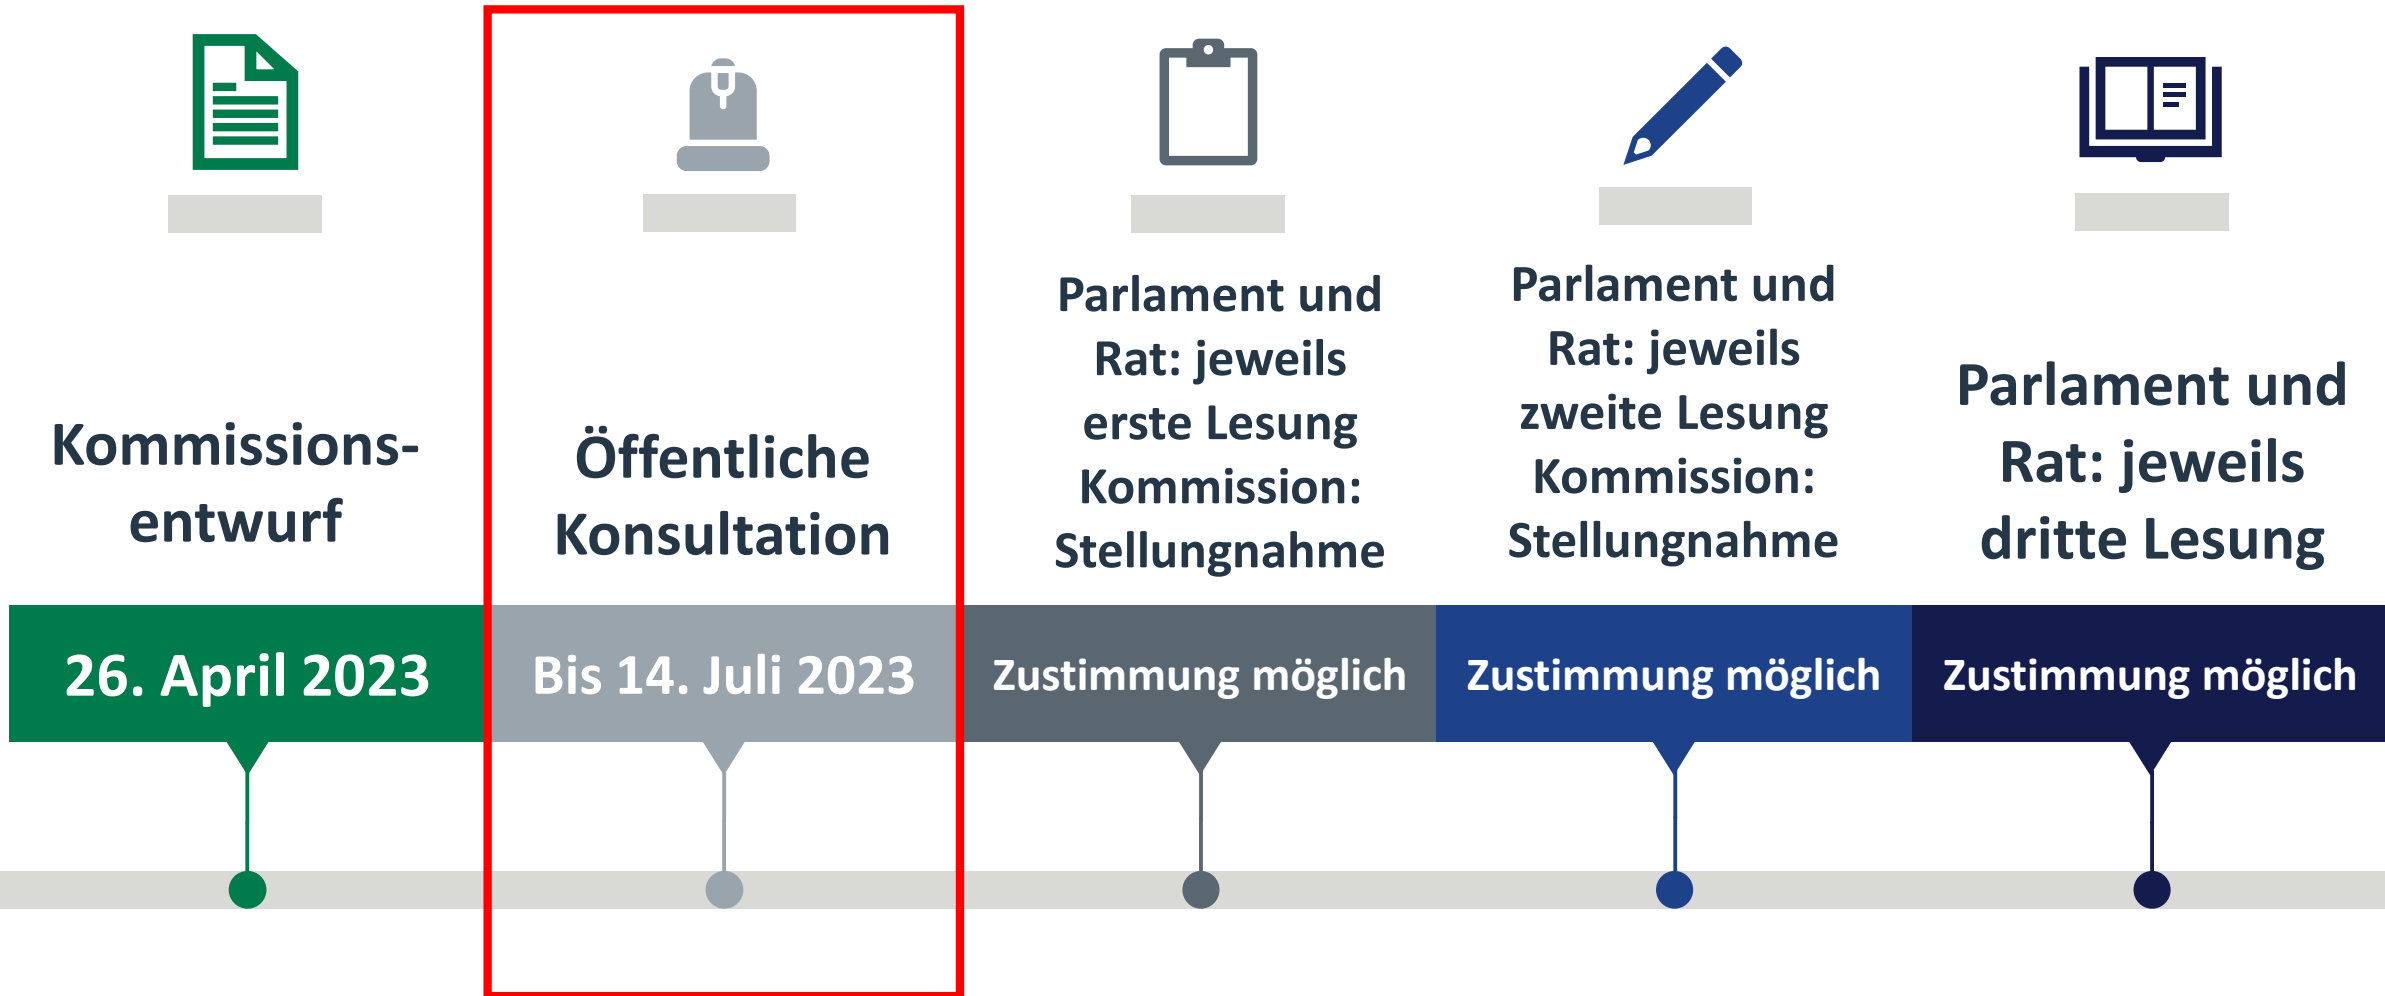 Kommissions-
entwurf
26. April 2023
Öffentliche
Konsultation
Bis 14. Juli 2023
Parlament und
Rat: jeweils
erste Lesung
Kommission:
Stellungnahme
Zustimmung möglich
Parlament und
Rat: jeweils
zweite Lesung
Kommission:
Stellungnahme
Zustimmung möglich
Parlament und
Rat: jeweils
dritte Lesung
Zustimmung möglich